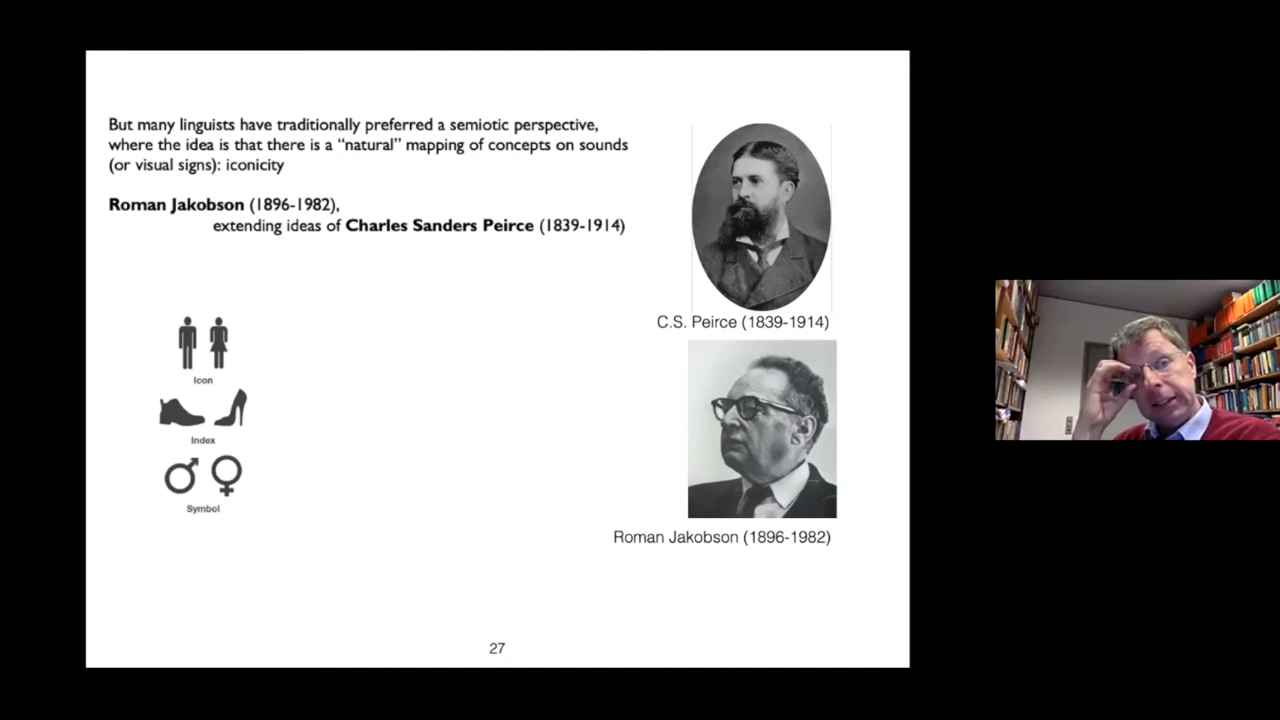 But many linguists have traditionally preferred a semiotic perspective,
where the idea is that there is a “natural” mapping of concepts on sounds
(or visual signs): iconicity
Roman Jakobson (1896-1982),
extending ideas of Charles Sanders Peirce (1839-1914)
C.S. Peirce (1839-1914)
Icon
Index
Symbol
Roman Jakobson (1896-1982)
27